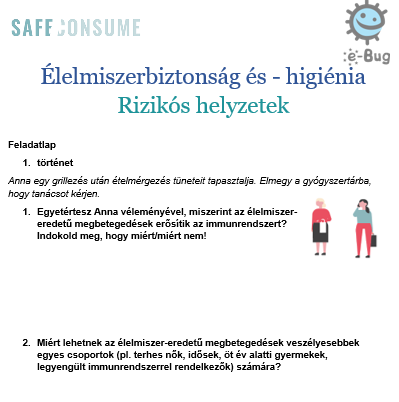 SAFECONSUME
e-Bug
Élelmiszerbiztonság és - higiénia
Rizikós helyzetek
Feladatlap
1. történet
Anna egy grillezés után ételmérgezés tüneteit tapasztalja. Elmegy a gyógyszertárba,
hogy tanácsot kérjen.
1. Egyetértesz Anna véleményével, miszerint az élelmiszer-
eredetű megbetegedések erősítik az immunrendszert?
Indokold meg, hogy miért/miért nem!
2. Miért lehetnek az élelmiszer-eredetű megbetegedések veszélyesebbek
egyes csoportok (pl. terhes nők, idősek, öt év alatti gyermekek,
legyengült immunrendszerrel rendelkezők) számára?